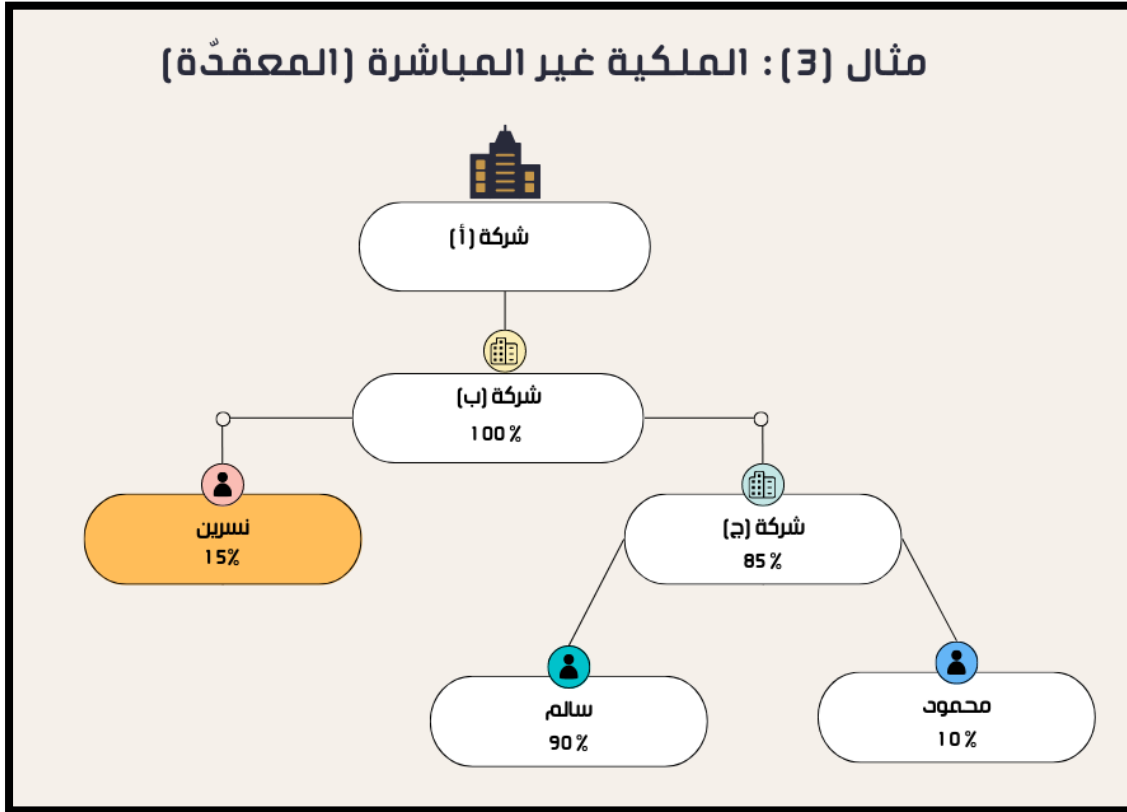 مثال (3): الملكية غير المباشرة (المعقدّة)
شركة (أ)
شركة (ب)
100%
نسرين
15%
شركة (ج)
85%
سالم
90%
محمود
10%